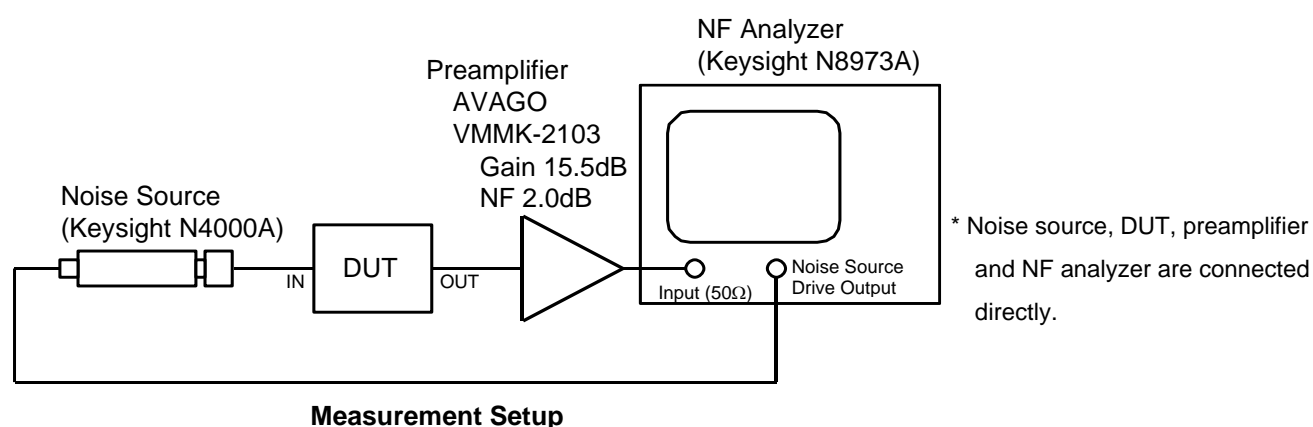 NF Analyzer
(Keysight N8973A)
Preamplifier
AVAGO
VMMK-2103
Gain 15.5dB
NF 2.0dB
Noise Source
(Keysight N4000A)
IN
DUT
OUT
Input (50Ω)
Noise Source
Drive Output
* Noise source, DUT, preamplifier
and NF analyzer are connected
directly.
Measurement Setup